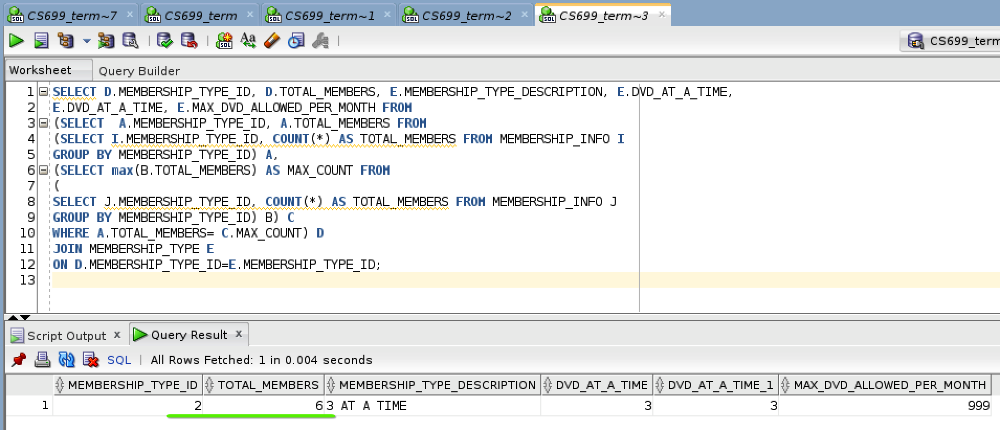 CS699_term~7 CS699_term CS699_term~1 CS699_term~2 CS699_term~3
CS699_term
Worksheet Query Builder
1 SELECT D.MEMBERSHIP_TYPE_ID, D.TOTAL_MEMBERS, E.MEMBERSHIP_TYPE_DESCRIPTION, E.DVD_AT_A_TIME,
2 E.DVD_AT_A_TIME, E.MAX_DVD_ALLOWED_PER_MONTH FROM
3 (SELECT  A.MEMBERSHIP_TYPE_ID, A.TOTAL_MEMBERS FROM
4 (SELECT I.MEMBERSHIP_TYPE_ID, COUNT(*) AS TOTAL_MEMBERS FROM MEMBERSHIP_INFO I
5 GROUP BY MEMBERSHIP_TYPE_ID) A,
6 (SELECT max(B.TOTAL_MEMBERS) AS MAX_COUNT FROM
7 (
8 SELECT J.MEMBERSHIP_TYPE_ID, COUNT(*) AS TOTAL_MEMBERS FROM MEMBERSHIP_INFO J
9 GROUP BY MEMBERSHIP_TYPE_ID) B) C
10 WHERE A.TOTAL_MEMBERS= C.MAX_COUNT) D
11 JOIN MEMBERSHIP_TYPE E
12 ON D.MEMBERSHIP_TYPE_ID=E.MEMBERSHIP_TYPE_ID;
13
Script Output x Query Result x
SQL | All Rows Fetched: 1 in 0.004 seconds
MEMBERSHIP_TYPE_ID TOTAL_MEMBERS MEMBERSHIP_TYPE_DESCRIPTION DVD_AT_A_TIME DVD_AT_A_TIME_1 MAX_DVD_ALLOWED_PER_MONTH
1 2 6 3 AT A TIME 3 3 999